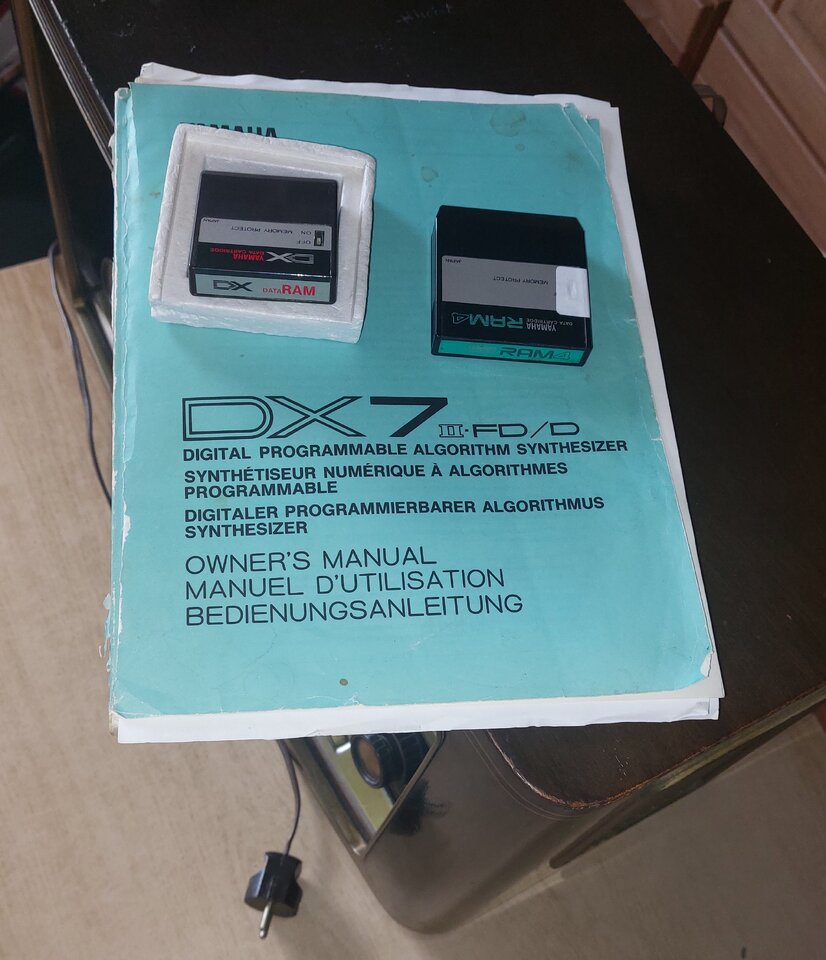 YAMAHA
JAPAN
MEMORY PROTECT
ON
OFF
YAMAHA
DATA CARTRIDGE
DX
DX DATA RAM
JAPAN
MEMORY PROTECT
YAMAHA
DATA CARTRIDGE
RAM4
RAM4
DX7 II·FD/D
DIGITAL PROGRAMMABLE ALGORITHM SYNTHESIZER
SYNTHÉTISEUR NUMÉRIQUE À ALGORITHMES
PROGRAMMABLE
DIGITALER PROGRAMMIERBARER ALGORITHMUS
SYNTHESIZER
OWNER'S MANUAL
MANUEL D'UTILISATION
BEDIENUNGSANLEITUNG